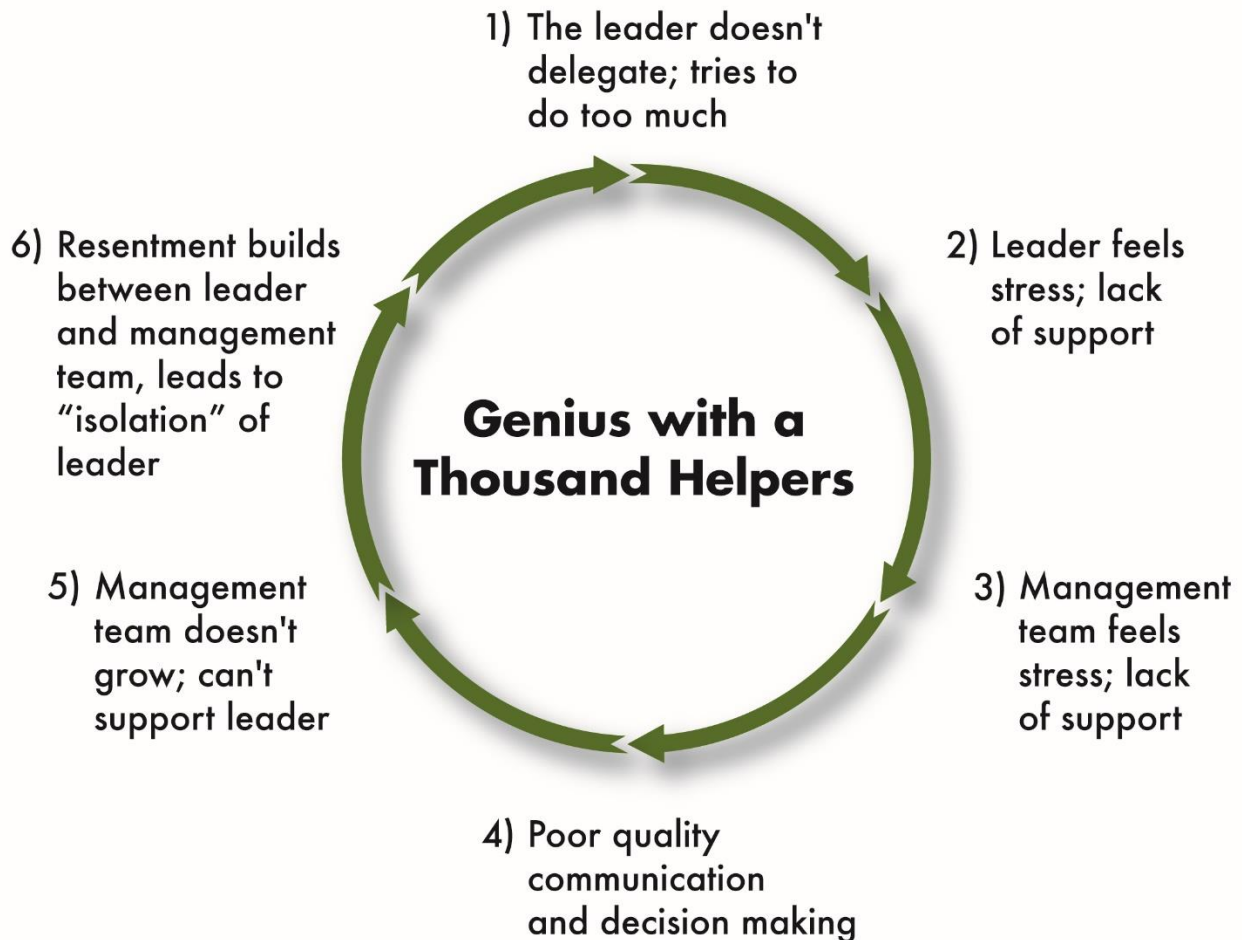 1) The leader doesn't
delegate; tries to
do too much
2) Leader feels
stress; lack
of support
3) Management
team feels
stress; lack
of support
4) Poor quality
communication
and decision making
5) Management
team doesn't
grow; can't
support leader
6) Resentment builds
between leader
and management
team, leads to
“isolation” of
leader
Genius with a
Thousand Helpers